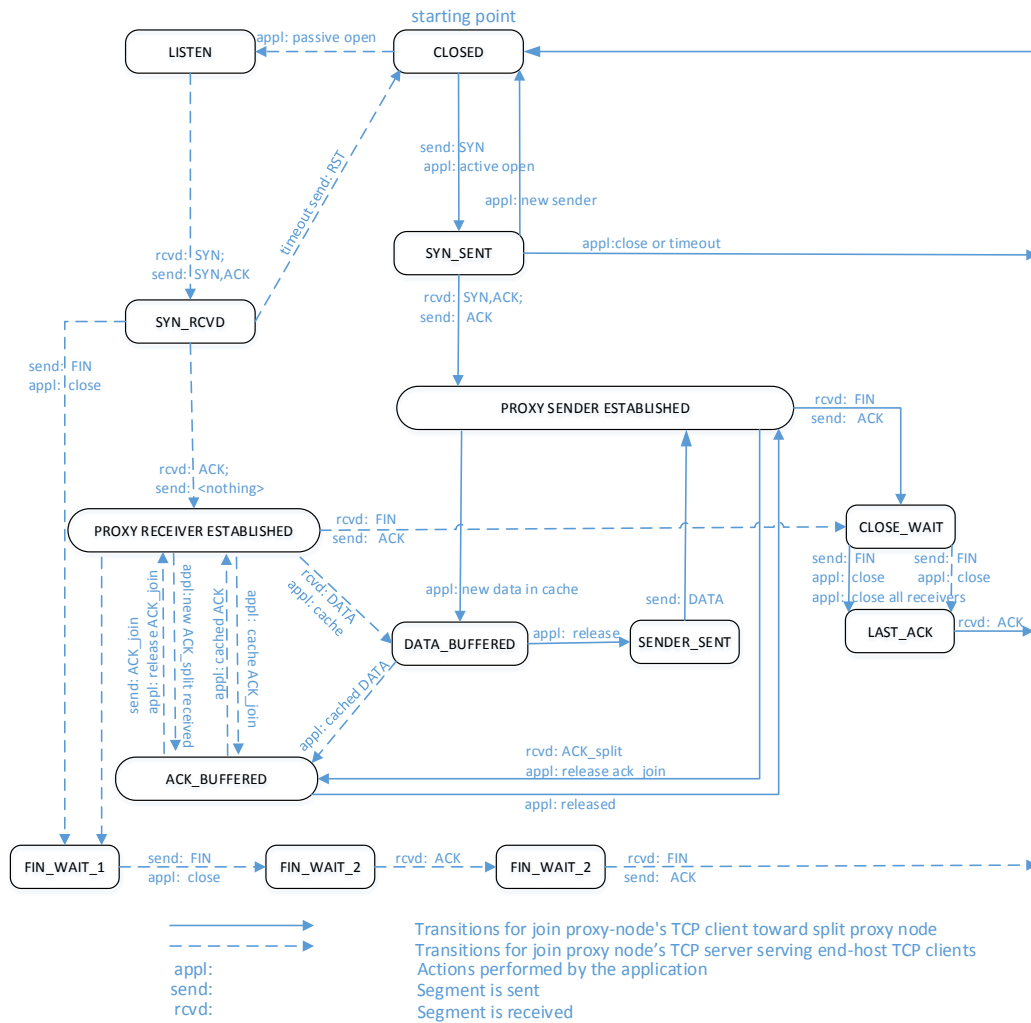 starting point
appl: passive open
LISTEN
CLOSED
send: SYN
appl: active open
timeout send: RST
appl: new sender
rcvd: SYN;
send: SYN,ACK
SYN_SENT
appl:close or timeout
rcvd: SYN,ACK;
send: ACK
SYN_RCVD
send: FIN
appl: close
PROXY SENDER ESTABLISHED
rcvd: FIN
send: ACK
rcvd: ACK;
send: <nothing>
PROXY RECEIVER ESTABLISHED
rcvd: FIN
send: ACK
CLOSE_WAIT
send: ACK_join
appl: release ACK_join
appl:new ACK_split received
appl: cached ACK
appl: cache ACK_join
rcvd: DATA
appl: cache
appl: new data in cache
send: DATA
send: FIN
appl: close
appl: close all receivers
send: FIN
appl: close
DATA_BUFFERED
appl: release
SENDER_SENT
LAST_ACK
rcvd: ACK
appl: cached DATA
rcvd: ACK_split
appl: release ack_join
ACK_BUFFERED
appl: released
FIN_WAIT_1
send: FIN
appl: close
FIN_WAIT_2
rcvd: ACK
FIN_WAIT_2
rcvd: FIN
send: ACK
Transitions for join proxy-node's TCP client toward split proxy node
Transitions for join proxy node’s TCP server serving end-host TCP clients
appl: Actions performed by the application
send: Segment is sent
rcvd: Segment is received